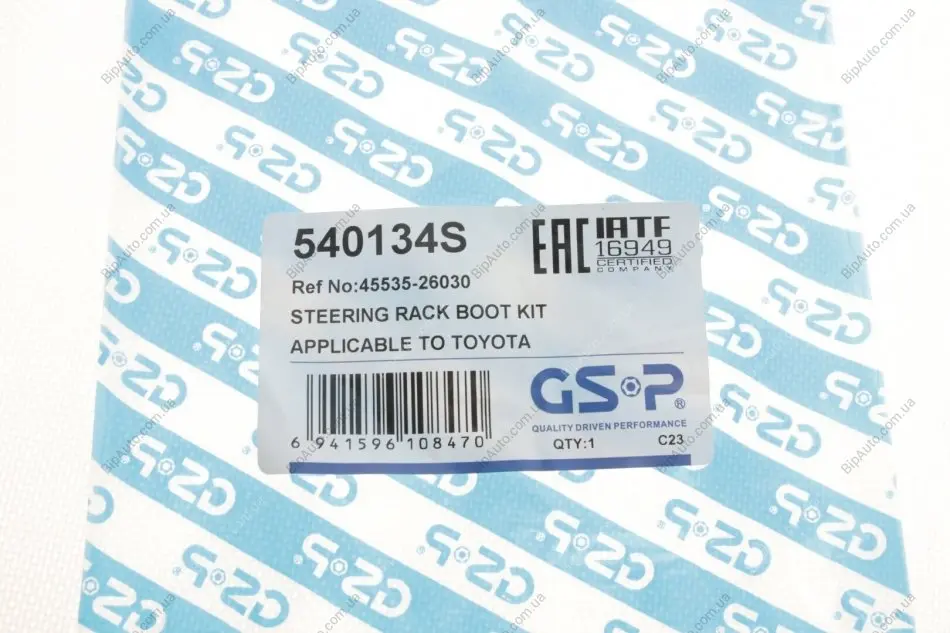 540134S
EAC
IATF
16949
CERTIFIED
COMPANY
Ref No:45535-26030
STEERING RACK BOOT KIT
APPLICABLE TO TOYOTA
GSP®
QUALITY DRIVEN PERFORMANCE
6 941596 108470
QTY:1 C23
BipAuto.com.ua